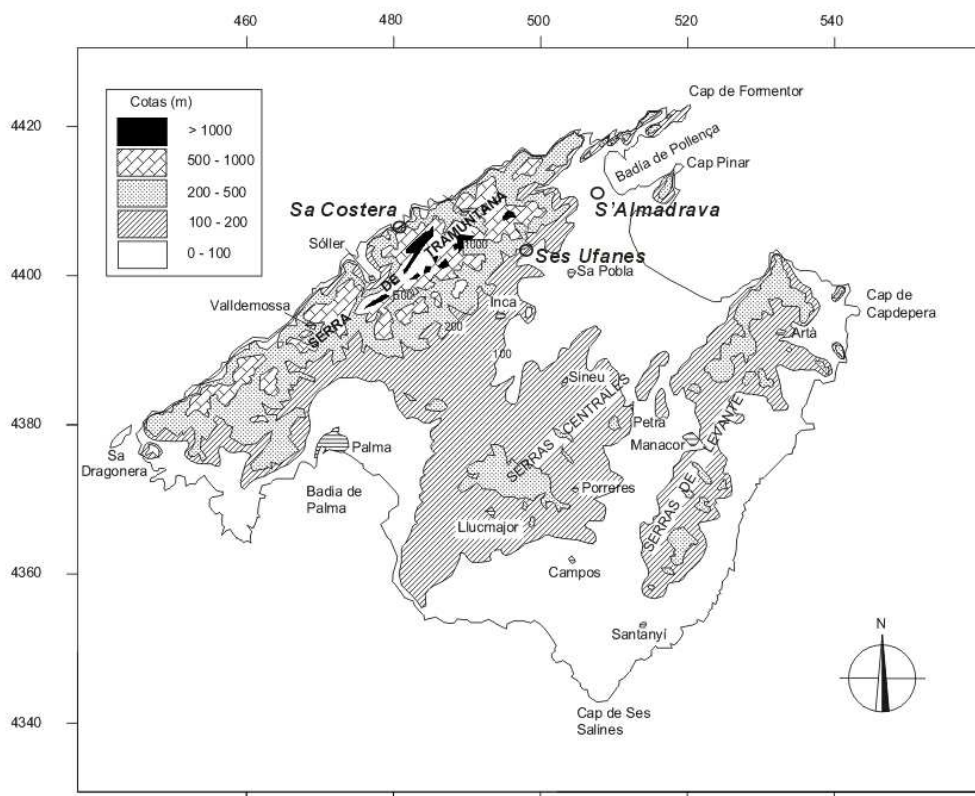 460
480
500
520
540
4420
4400
4380
4360
4340
Cotas (m)
> 1000
500 - 1000
200 - 500
100 - 200
0 - 100
Cap de Formentor
Badia de Pollença
Cap Pinar
S'Almadrava
Sa Costera
Sóller
SERRA DE TRAMUNTANA
1000
Ses Ufanes
Sa Pobla
Valldemossa
500
Inca
200
100
Cap de
Capdepera
Artà
Sineu
SERRAS CENTRALES
Petra
Manacor
SERRAS DE LEVANTE
Sa
Dragonera
Palma
Badia de
Palma
Porreres
Llucmajor
Campos
Santanyí
Cap de Ses
Salines
N